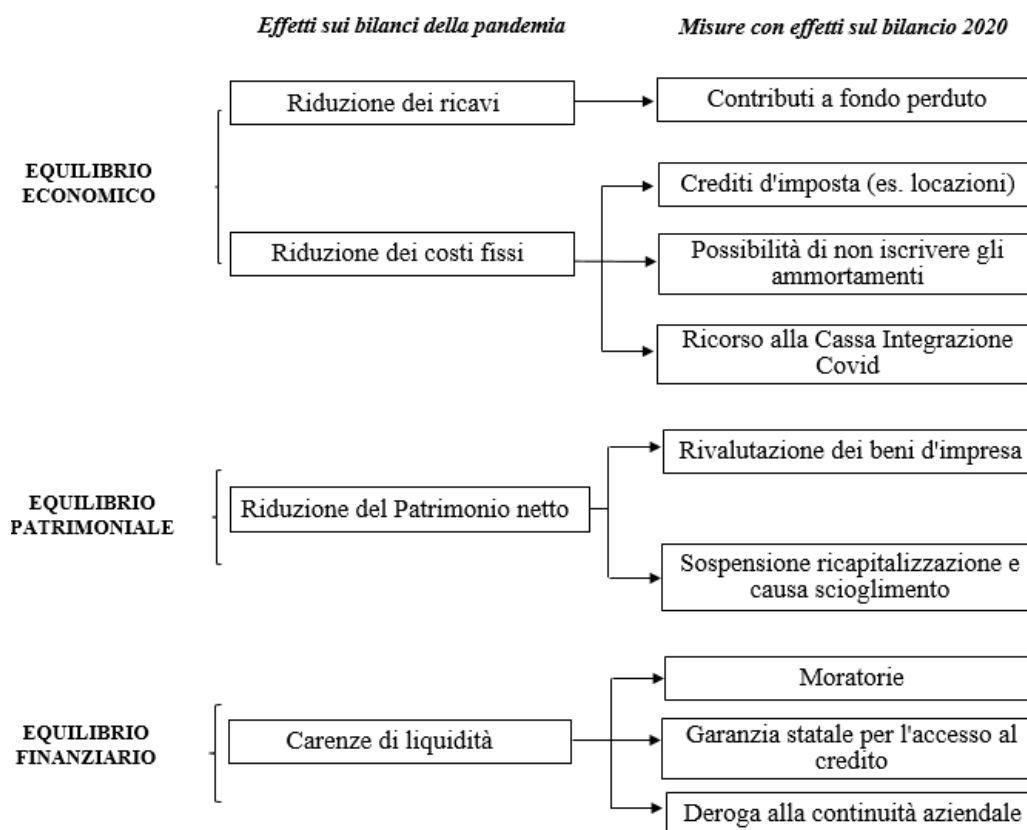 Effetti sui bilanci della pandemia
Misure con effetti sul bilancio 2020
EQUILIBRIO
ECONOMICO
Riduzione dei ricavi
Contributi a fondo perduto
Riduzione dei costi fissi
Crediti d'imposta (es. locazioni)
Possibilità di non iscrivere gli
ammortamenti
Ricorso alla Cassa Integrazione
Covid
EQUILIBRIO
PATRIMONIALE
Riduzione del Patrimonio netto
Rivalutazione dei beni d'impresa
Sospensione ricapitalizzazione e
causa scioglimento
EQUILIBRIO
FINANZIARIO
Carenze di liquidità
Moratorie
Garanzia statale per l'accesso al
credito
Deroga alla continuità aziendale